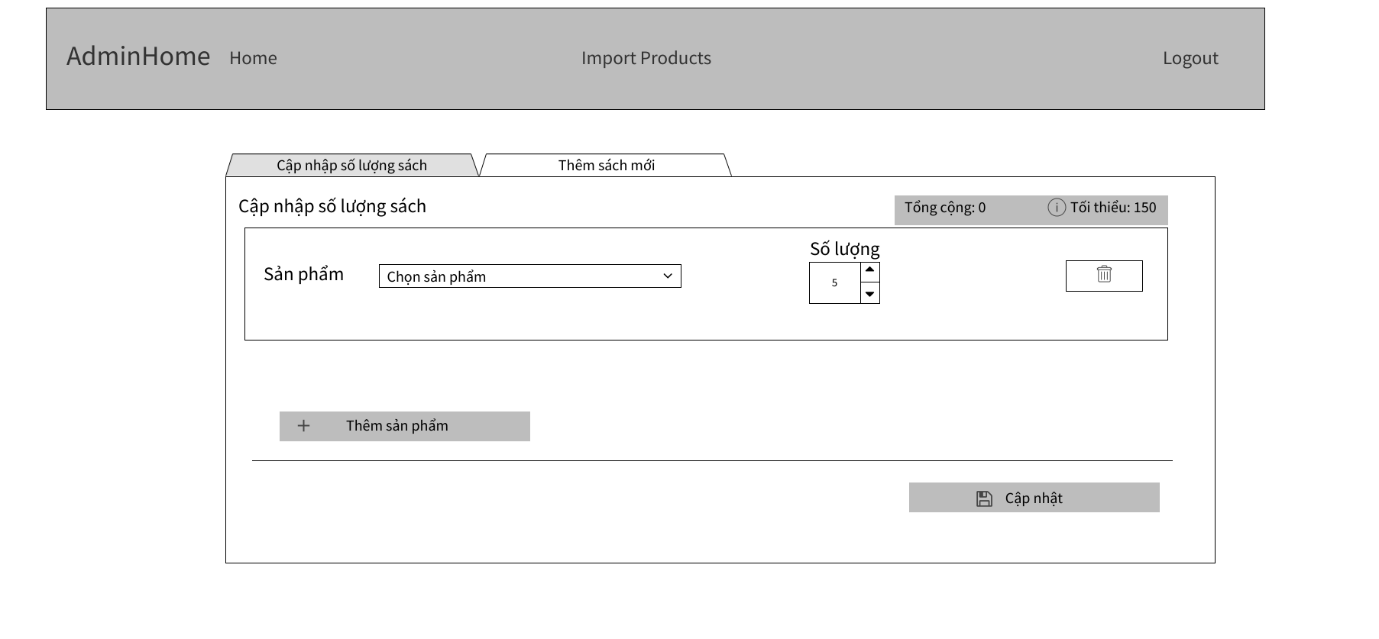 AdminHome Home Import Products Logout
Cập nhập số lượng sách Thêm sách mới
Cập nhập số lượng sách
Tổng cộng: 0 Tối thiểu: 150
Số lượng
Sản phẩm Chọn sản phẩm 5
Thêm sản phẩm
Cập nhật